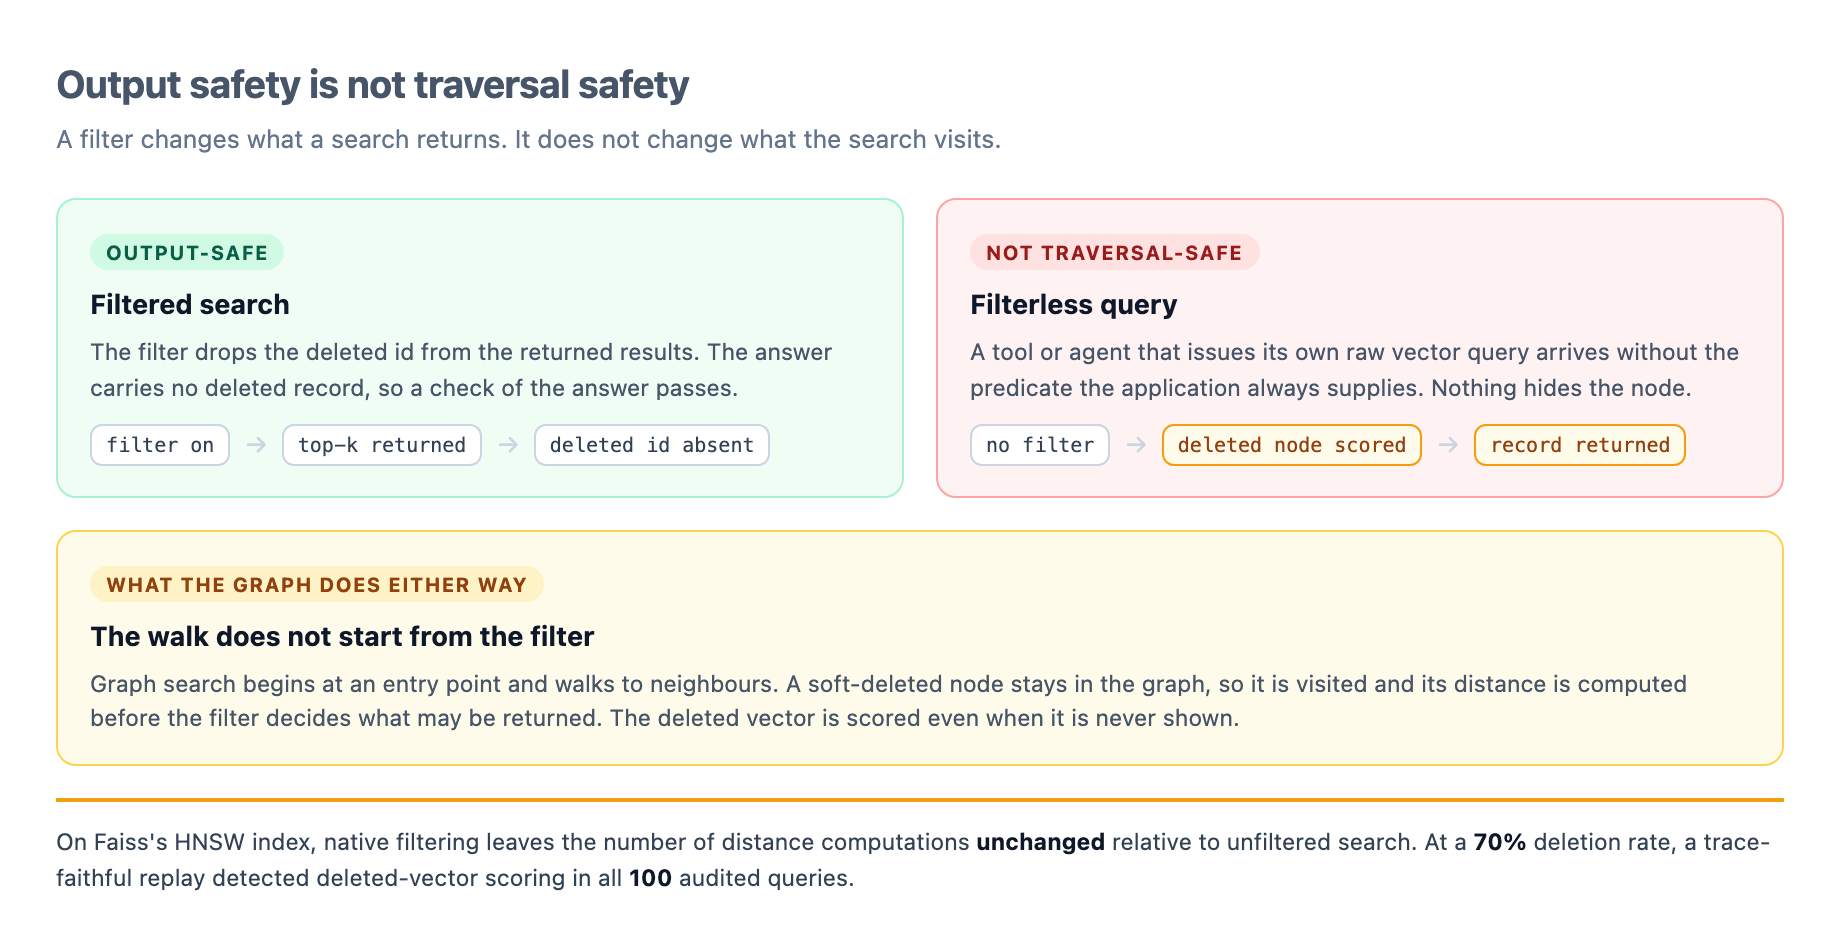 Output safety is not traversal safety
A filter changes what a search returns. It does not change what the search visits.
OUTPUT-SAFE
Filtered search
The filter drops the deleted id from the returned results. The answer
carries no deleted record, so a check of the answer passes.
filter on → top-k returned → deleted id absent
NOT TRAVERSAL-SAFE
Filterless query
A tool or agent that issues its own raw vector query arrives without the
predicate the application always supplies. Nothing hides the node.
no filter → deleted node scored → record returned
WHAT THE GRAPH DOES EITHER WAY
The walk does not start from the filter
Graph search begins at an entry point and walks to neighbours. A soft-deleted node stays in the graph, so it is visited and its distance is computed
before the filter decides what may be returned. The deleted vector is scored even when it is never shown.
On Faiss's HNSW index, native filtering leaves the number of distance computations unchanged relative to unfiltered search. At a 70% deletion rate, a trace-
faithful replay detected deleted-vector scoring in all 100 audited queries.